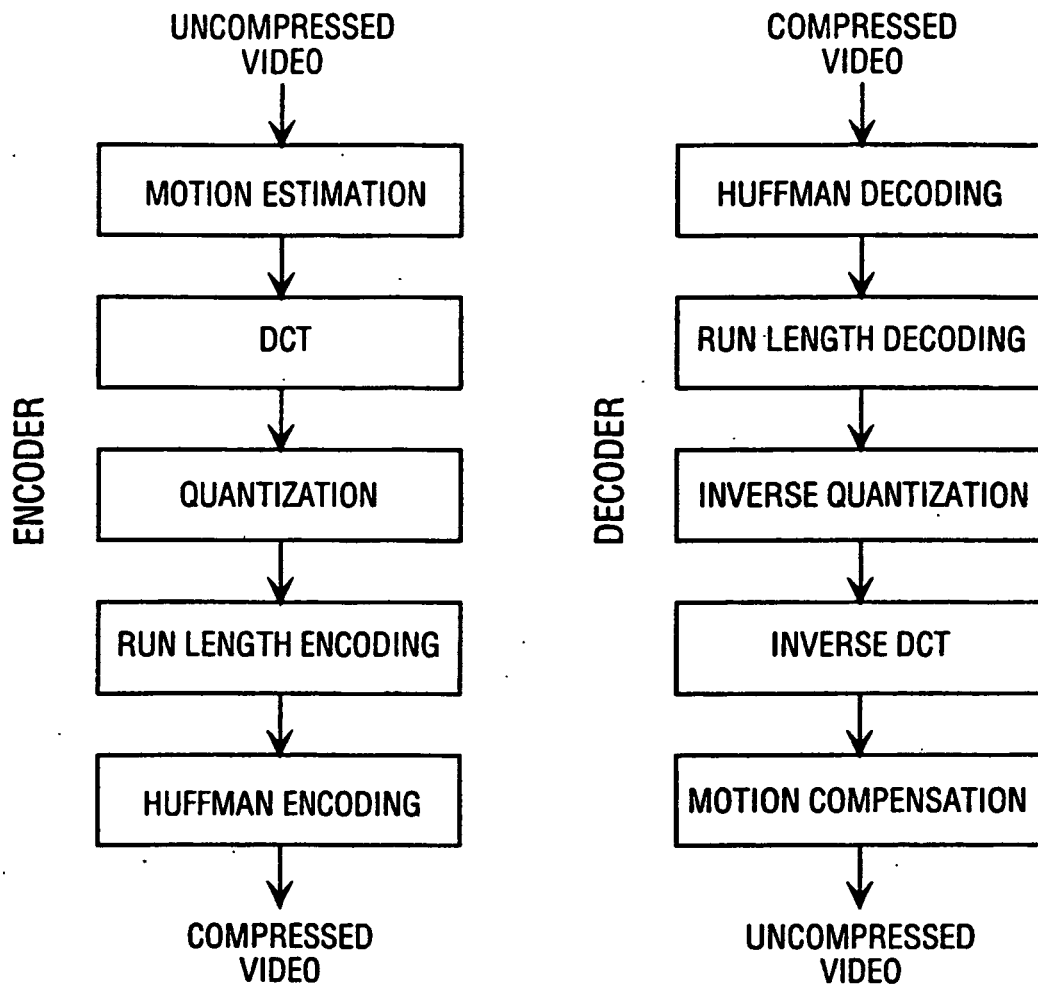 UNCOMPRESSED
VIDEO
MOTION ESTIMATION
DCT
QUANTIZATION
RUN LENGTH ENCODING
HUFFMAN ENCODING
COMPRESSED
VIDEO
ENCODER
COMPRESSED
VIDEO
HUFFMAN DECODING
RUN LENGTH DECODING
INVERSE QUANTIZATION
INVERSE DCT
MOTION COMPENSATION
UNCOMPRESSED
VIDEO
DECODER